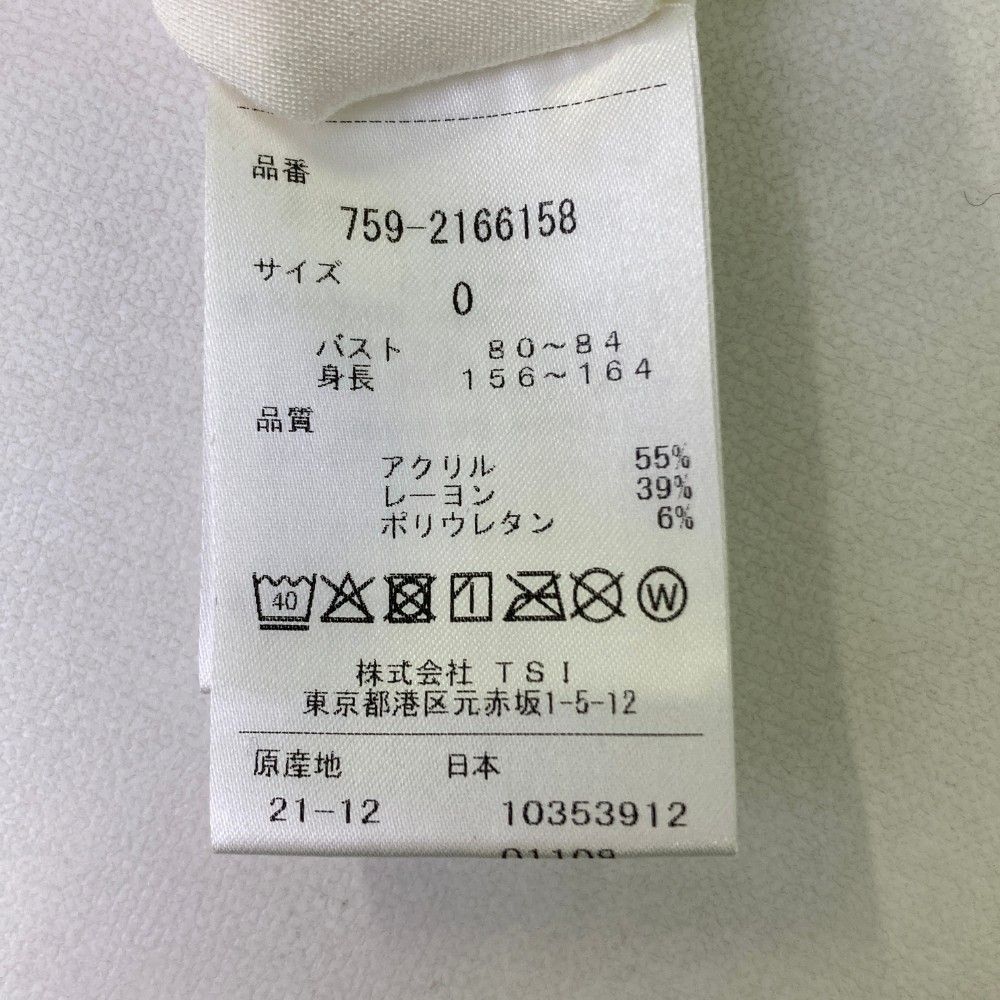 品番
759-2166158
サイズ
0
バスト 80～84
身長 156～164
品質
アクリル 55%
レーヨン 39%
ポリウレタン 6%
40 W
株式会社 TSI
東京都港区元赤坂1-5-12
原産地 日本
21-12 10353912